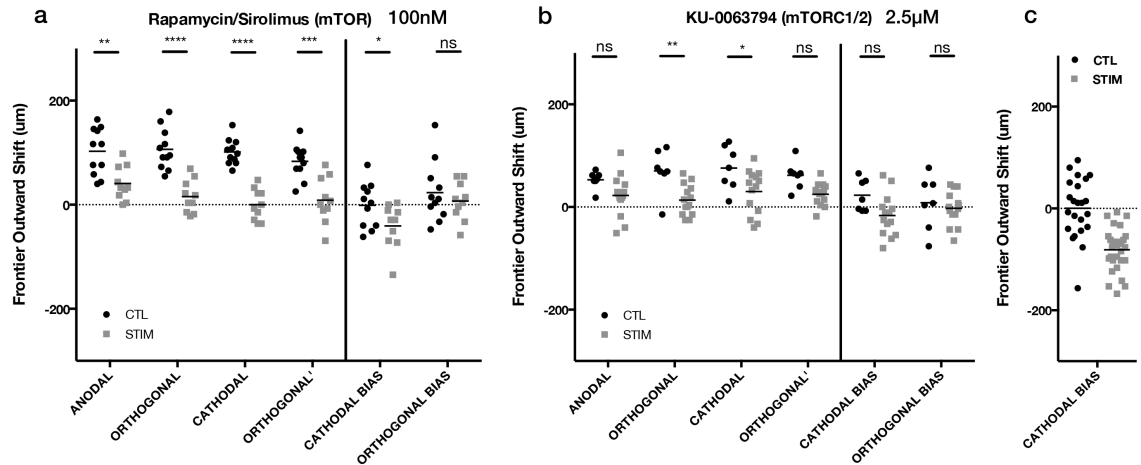 a
Rapamycin/Sirolimus (mTOR) 100nM
** **** **** *** * ns
Frontier Outward Shift (um)
200
0
-200
CTL
STIM
ANODAL
ORTHOGONAL
CATHODAL
ORTHOGONAL'
CATHODAL BIAS
ORTHOGONAL BIAS
b
KU-0063794 (mTORC1/2) 2.5μM
ns ** * ns ns ns
Frontier Outward Shift (um)
200
0
-200
CTL
STIM
ANODAL
ORTHOGONAL
CATHODAL
ORTHOGONAL'
CATHODAL BIAS
ORTHOGONAL BIAS
c
CTL
STIM
Frontier Outward Shift (um)
200
0
-200
CATHODAL BIAS